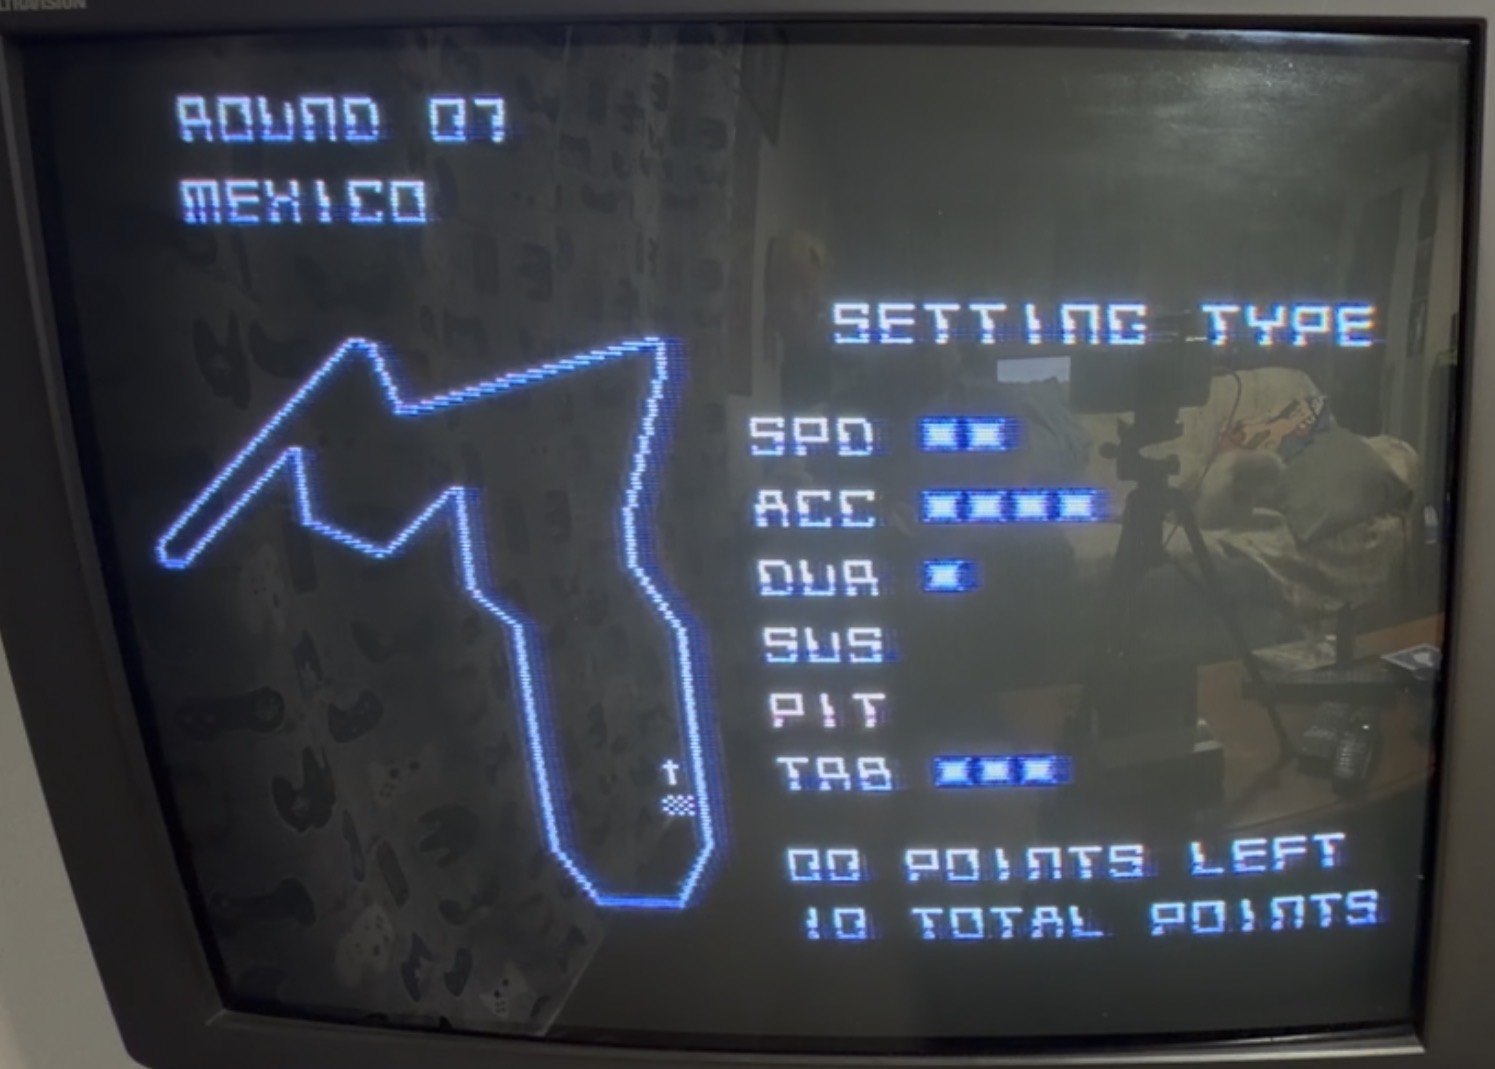 ROUND 07
MEXICO
SETTING TYPE
SPD
ACC
DUR
SUS
PIT
TAB
00 POINTS LEFT
10 TOTAL POINTS